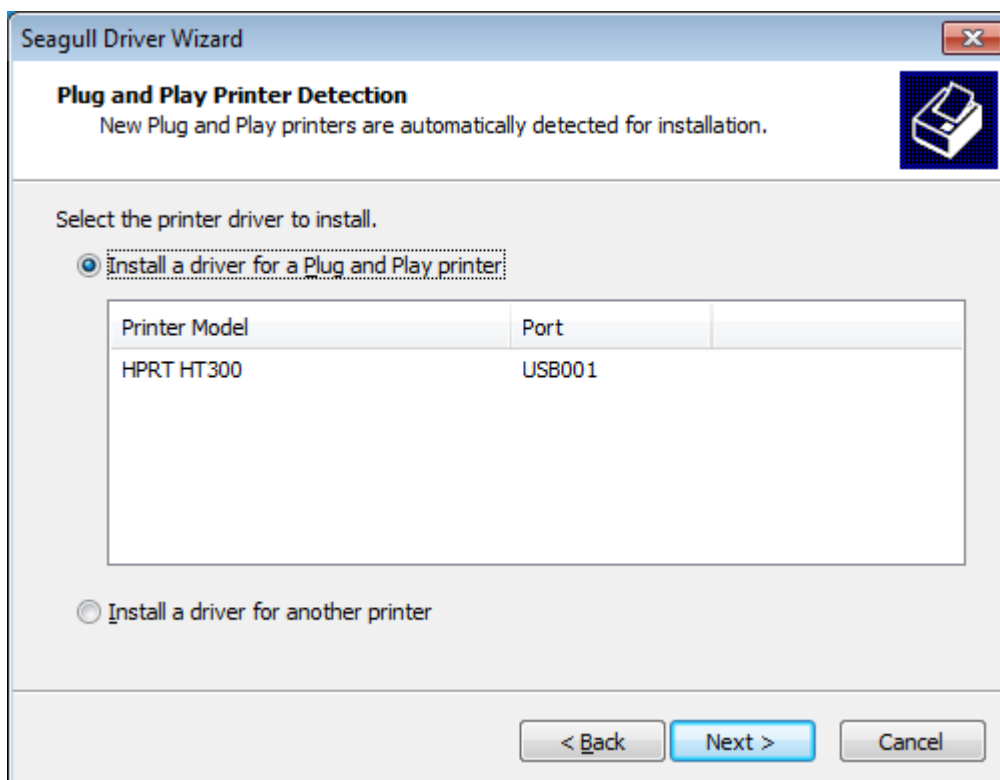 Seagull Driver Wizard
Plug and Play Printer Detection
New Plug and Play printers are automatically detected for installation.
Select the printer driver to install.
Install a driver for a Plug and Play printer
Printer Model Port
HPRT HT300 USB001
Install a driver for another printer
< Back Next > Cancel